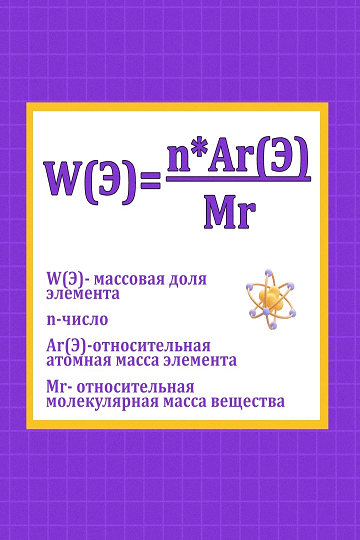 W(Э)=n*Ar(Э)
Mr
W(Э)- массовая доля
элемента
n-число
Ar(Э)-относительная
атомная масса элемента
Mr- относительная
молекулярная масса вещества